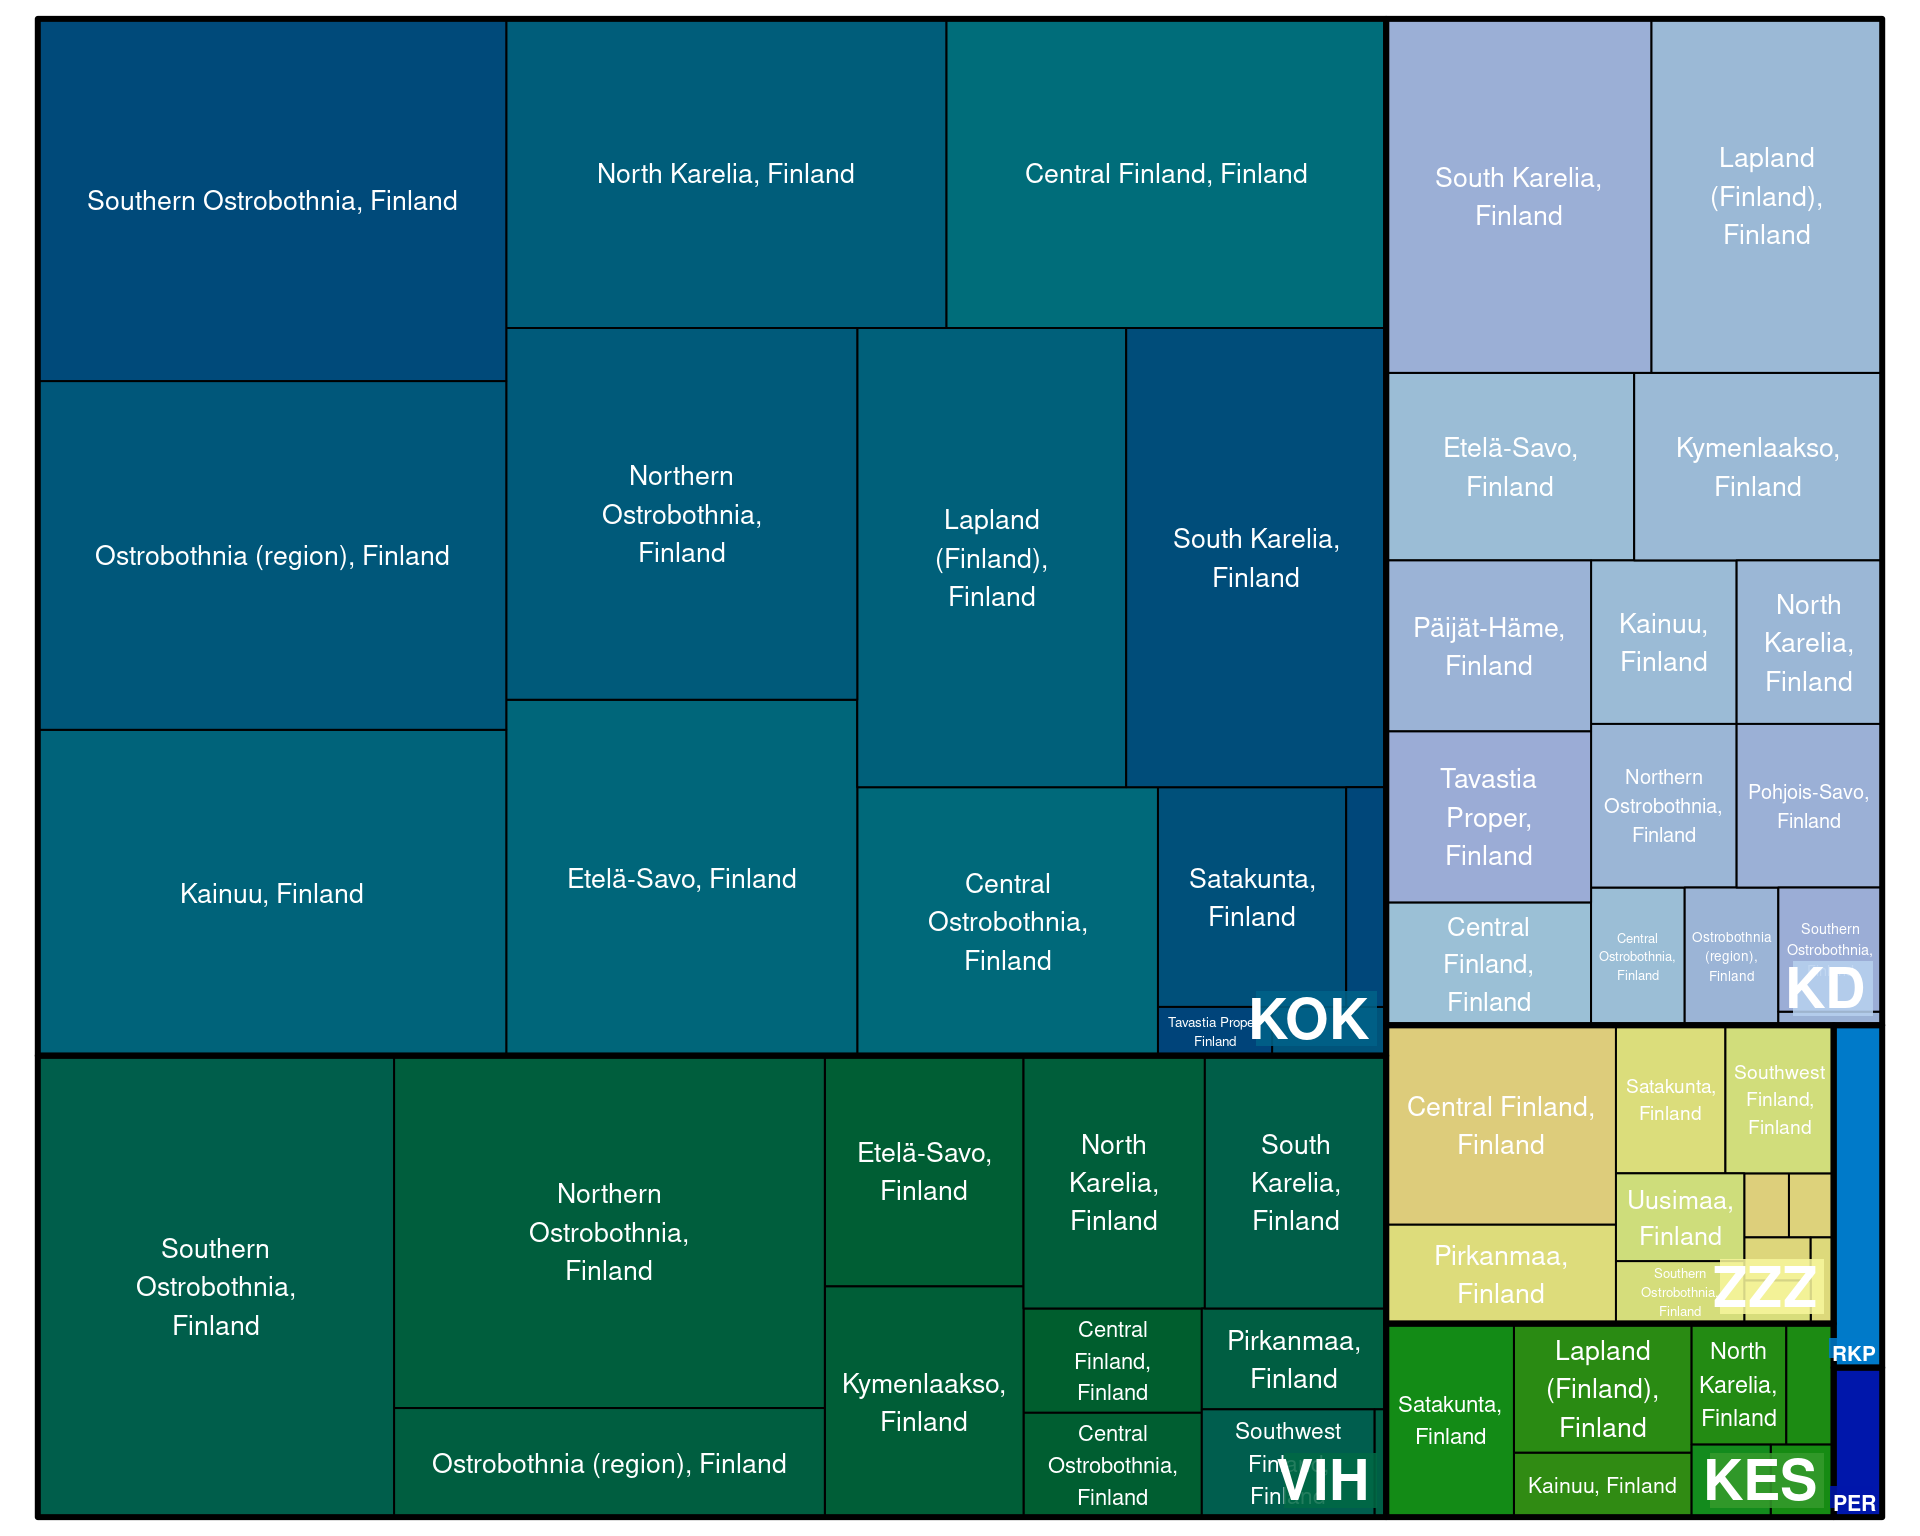 Southern Ostrobothnia, Finland
North Karelia, Finland
Central Finland, Finland
Ostrobothnia (region), Finland
Northern
Ostrobothnia,
Finland
Lapland
(Finland),
Finland
South Karelia,
Finland
Kainuu, Finland
Etelä-Savo, Finland
Central
Ostrobothnia,
Finland
Satakunta,
Finland
Tavastia Proper,
Finland
KOK
South Karelia,
Finland
Lapland
(Finland),
Finland
Etelä-Savo,
Finland
Kymenlaakso,
Finland
Päijät-Häme,
Finland
Kainuu,
Finland
North
Karelia,
Finland
Tavastia
Proper,
Finland
Northern
Ostrobothnia,
Finland
Pohjois-Savo,
Finland
Central
Finland,
Finland
Central
Ostrobothnia,
Finland
Ostrobothnia
(region),
Finland
Southern
Ostrobothnia,
KD
Southern
Ostrobothnia,
Finland
Northern
Ostrobothnia,
Finland
Ostrobothnia (region), Finland
Etelä-Savo,
Finland
Kymenlaakso,
Finland
North
Karelia,
Finland
South
Karelia,
Finland
Central
Finland,
Finland
Pirkanmaa,
Finland
Central
Ostrobothnia,
Finland
Southwest
Finland,
Finland
VIH
Central Finland,
Finland
Satakunta,
Finland
Southwest
Finland,
Finland
Pirkanmaa,
Finland
Uusimaa,
Finland
Southern
Ostrobothnia,
Finland
ZZZ
Satakunta,
Finland
Lapland
(Finland),
Finland
North
Karelia,
Finland
Kainuu, Finland
KES
RKP
PER